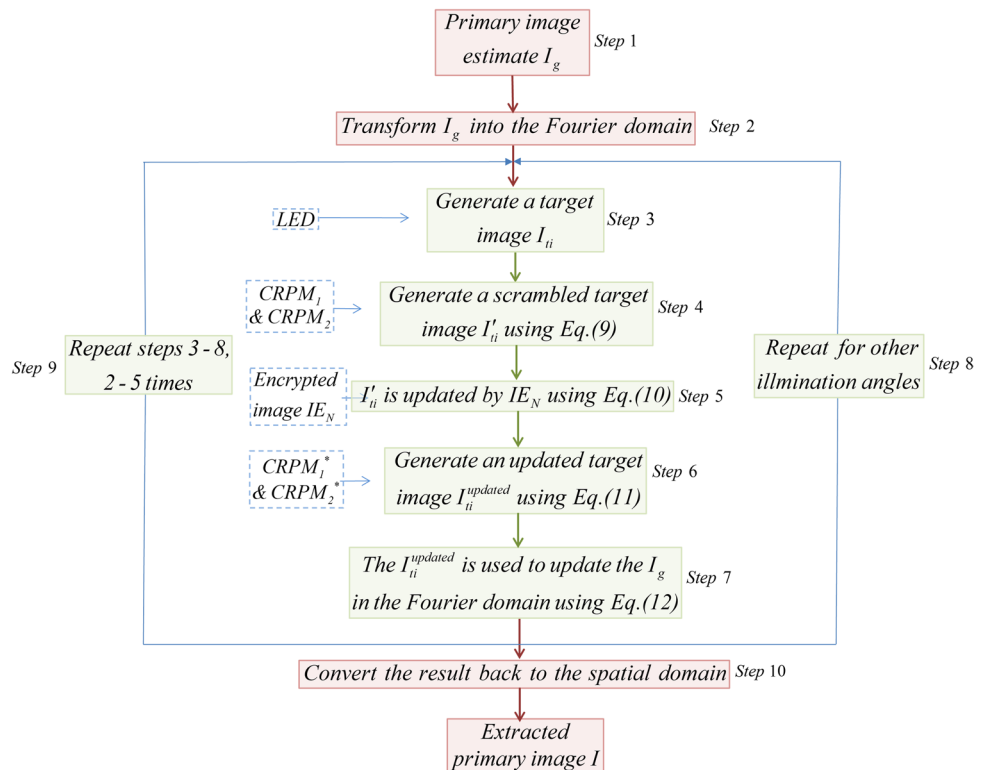 Primary image
estimate I_g
Step 1
Transform I_g into the Fourier domain
Step 2
LED
Generate a target
image I_ti
Step 3
CRPM_1
& CRPM_2
Generate a scrambled target
image I'_ti using Eq.(9)
Step 4
Step 9
Repeat steps 3 - 8,
2 - 5 times
Repeat for other
illmination angles
Step 8
Encrypted
image IE_N
I'_ti is updated by IE_N using Eq.(10)
Step 5
CRPM_1^*
& CRPM_2^*
Generate an updated target
image I_ti^updated using Eq.(11)
Step 6
The I_ti^updated is used to update the I_g
in the Fourier domain using Eq.(12)
Step 7
Convert the result back to the spatial domain
Step 10
Extracted
primary image I